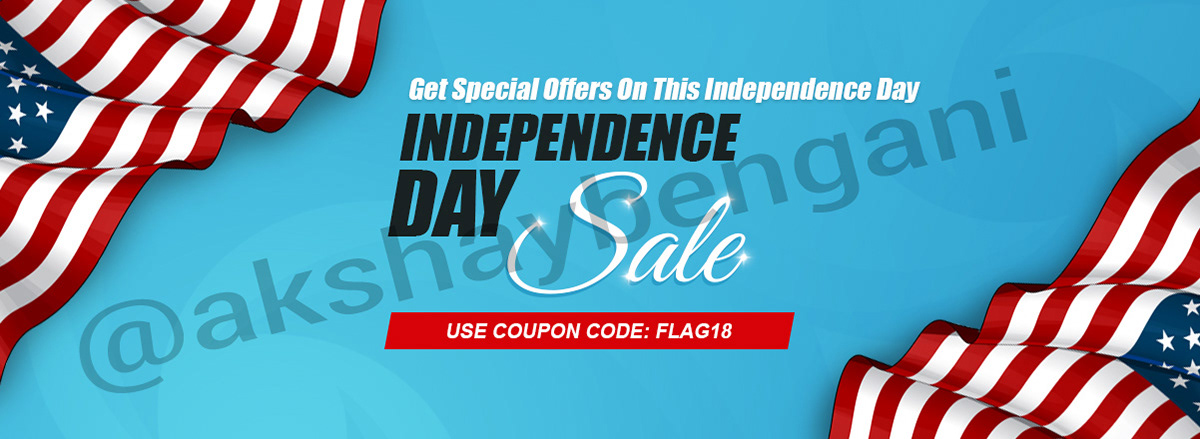 Get Special Offers On This Independence Day
INDEPENDENCE
DAY Sale
USE COUPON CODE: FLAG18
@akshaybengani